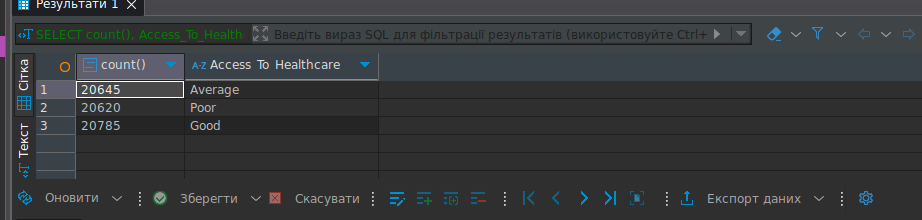 Результати 1
SELECT count(), Access_To_Health Введіть вираз SQL для фільтрації результатів (використовуйте Ctrl+
Сітка
Текст
count() A-Z Access To Healthcare
1 20645 Average
2 20620 Poor
3 20785 Good
Оновити Зберегти Скасувати Експорт даних